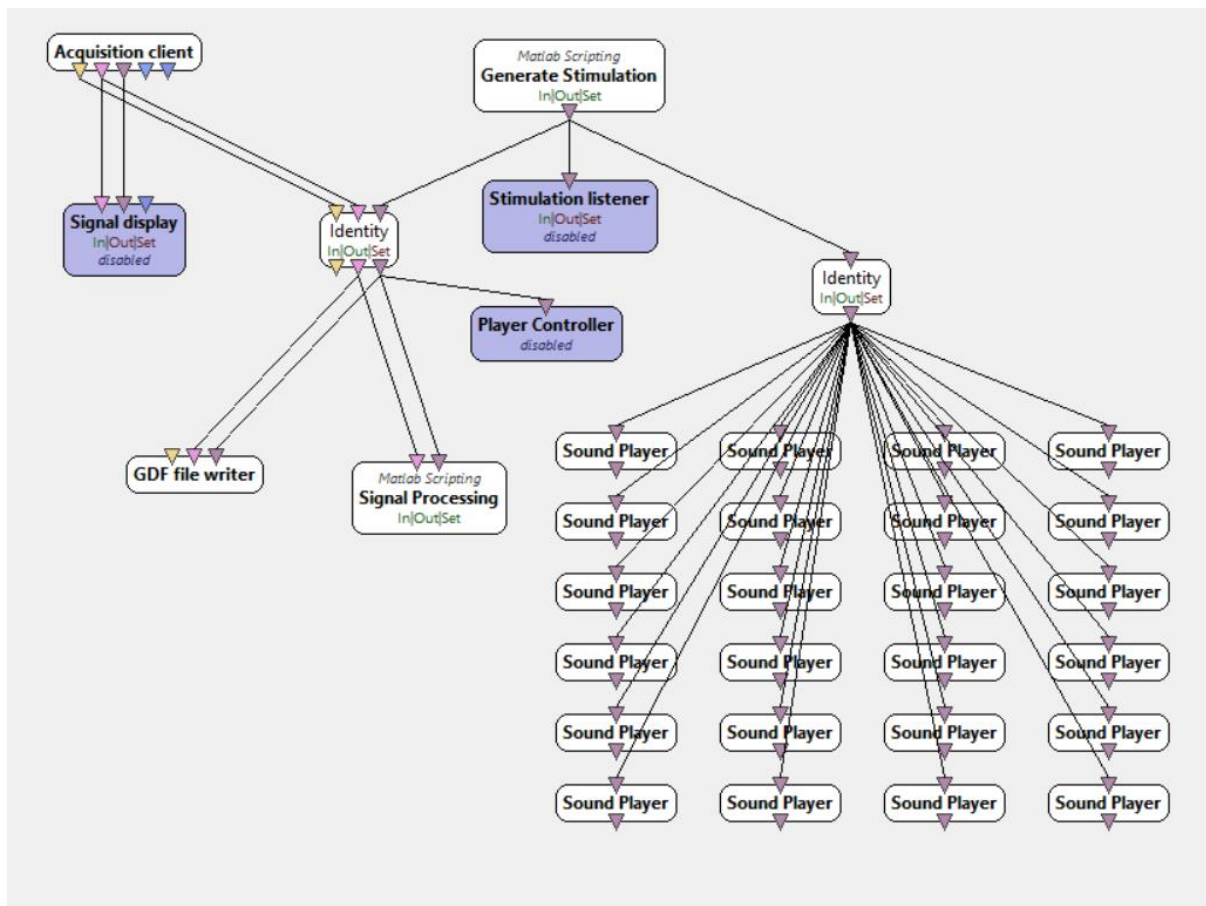 Acquisition client
Matlab Scripting
Generate Stimulation
In|Out|Set
Signal display
In|Out|Set
disabled
Identity
In|Out|Set
Stimulation listener
In|Out|Set
disabled
Identity
In|Out|Set
Player Controller
disabled
GDF file writer
Matlab Scripting
Signal Processing
In|Out|Set
Sound Player Sound Player Sound Player Sound Player
Sound Player Sound Player Sound Player Sound Player
Sound Player Sound Player Sound Player Sound Player
Sound Player Sound Player Sound Player Sound Player
Sound Player Sound Player Sound Player Sound Player
Sound Player Sound Player Sound Player Sound Player